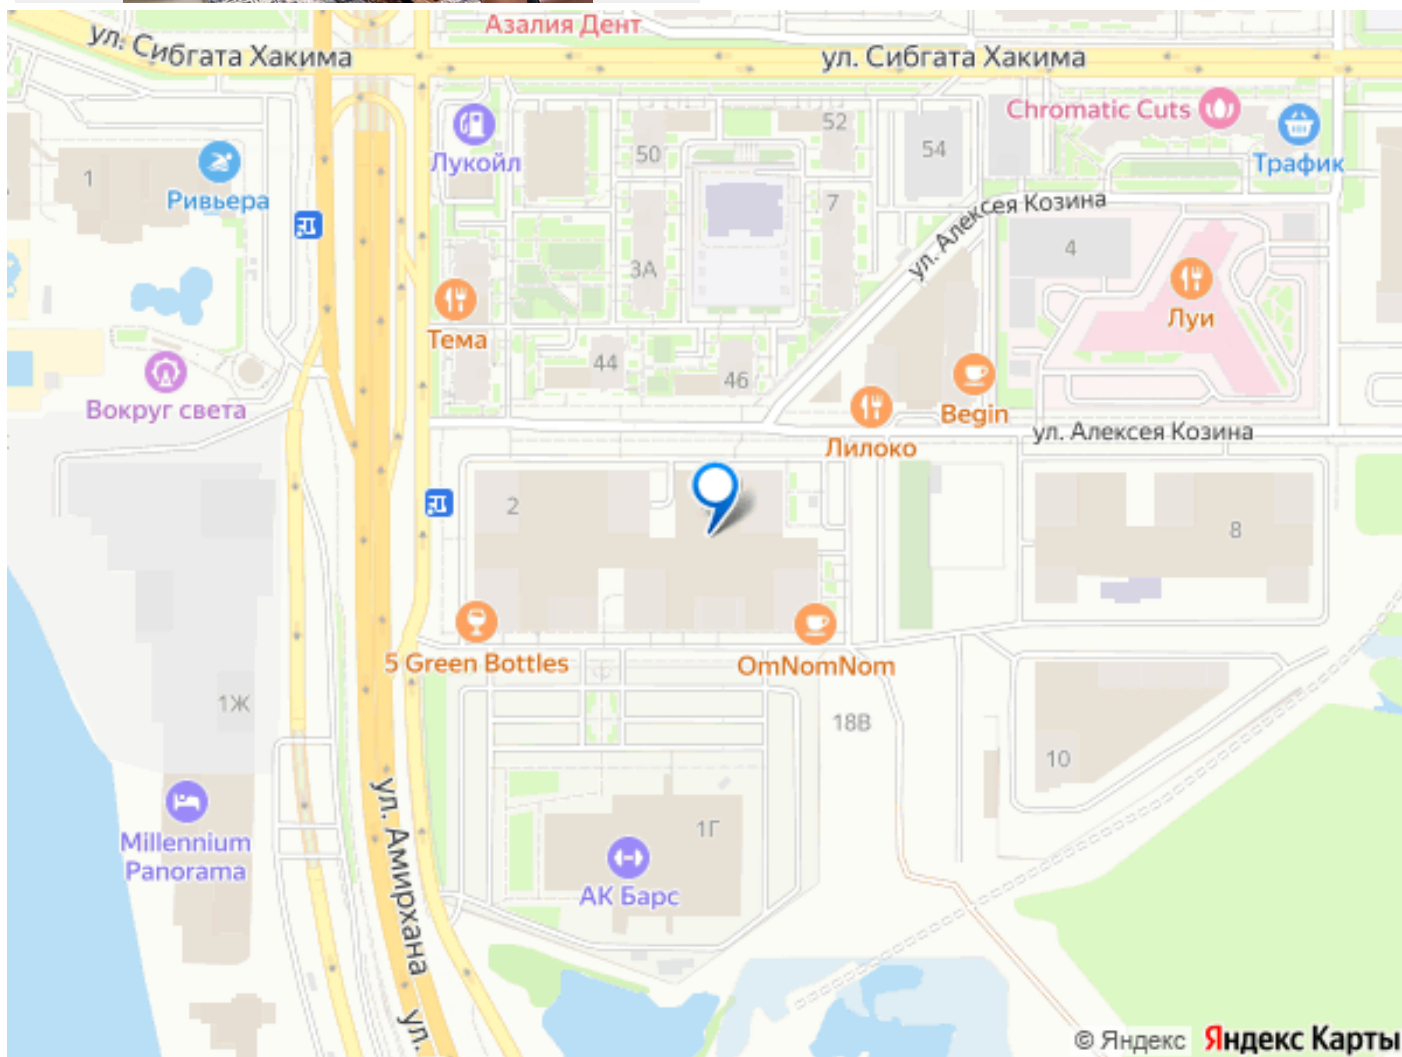 Азалия Дент
ул. Сибгата Хакима
ул. Сибгата Хакима
Chromatic Cuts
Лукойл
52
50
54
Трафик
1
Ривьера
7
ул. Алексея Козина
4
3А
Луи
Тема
44
46
Вокруг света
Begin
Лилоко
ул. Алексея Козина
2
8
5 Green Bottles
OmNomNom
1Ж
18В
10
Millennium
Panorama
ул. Амирхана
1Г
АК Барс
ул.
© Яндекс Яндекс Карты